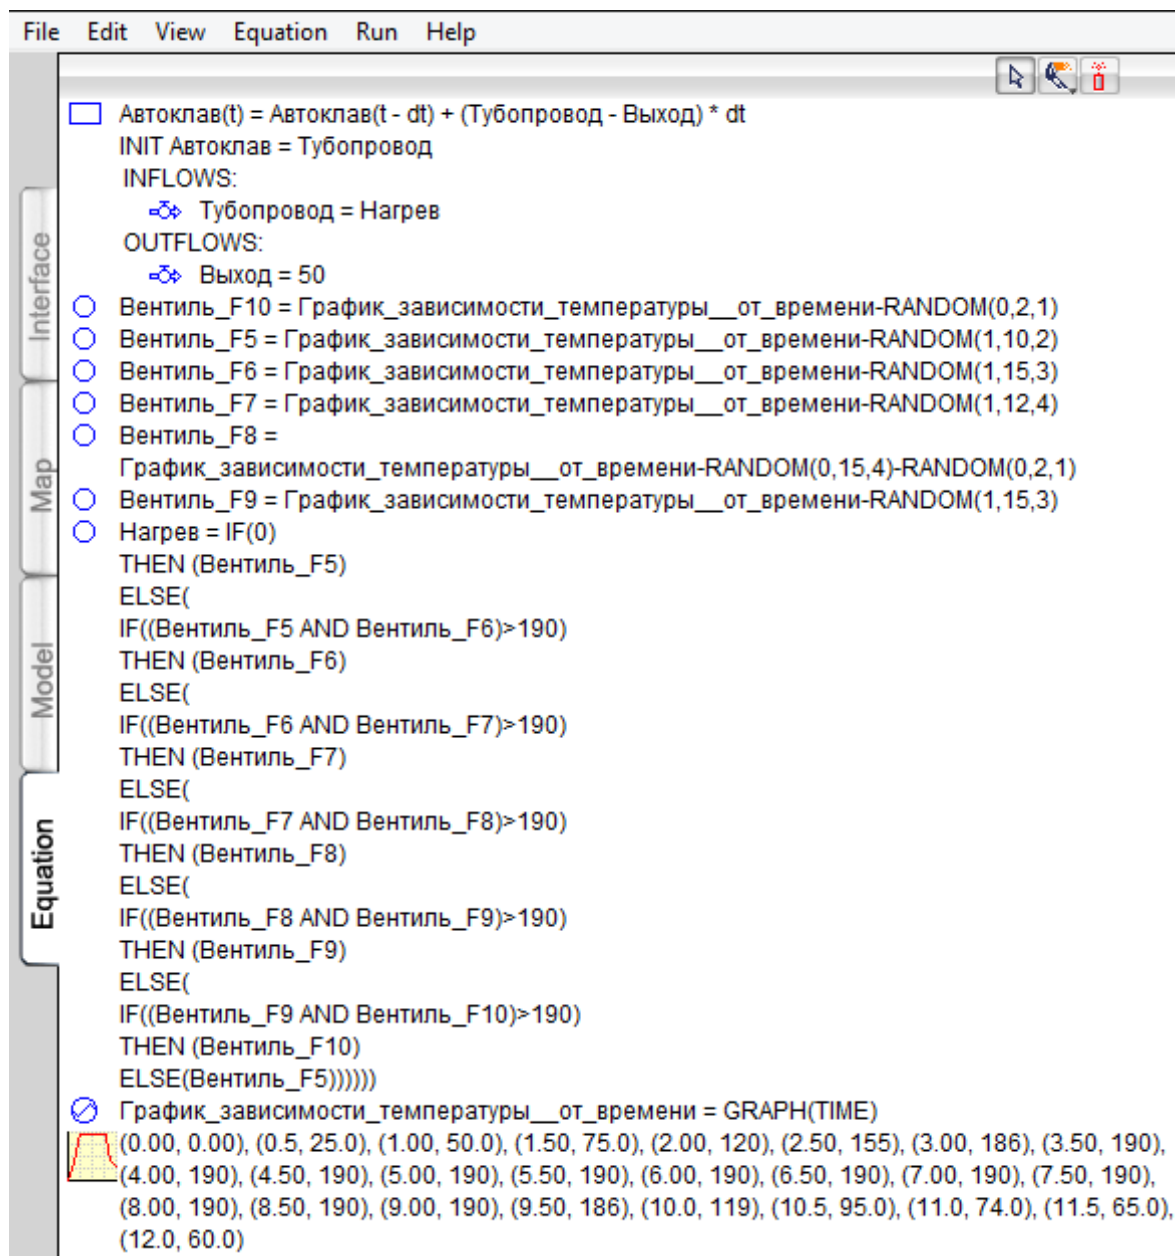 File Edit View Equation Run Help
Автоклав(t) = Автоклав(t - dt) + (Тубопровод - Выход) * dt
INIT Автоклав = Тубопровод
INFLOWS:
Тубопровод = Нагрев
OUTFLOWS:
Выход = 50
Вентиль_F10 = График_зависимости_температуры__от_времени-RANDOM(0,2,1)
Вентиль_F5 = График_зависимости_температуры__от_времени-RANDOM(1,10,2)
Вентиль_F6 = График_зависимости_температуры__от_времени-RANDOM(1,15,3)
Вентиль_F7 = График_зависимости_температуры__от_времени-RANDOM(1,12,4)
Вентиль_F8 =
График_зависимости_температуры__от_времени-RANDOM(0,15,4)-RANDOM(0,2,1)
Вентиль_F9 = График_зависимости_температуры__от_времени-RANDOM(1,15,3)
Нагрев = IF(0)
THEN (Вентиль_F5)
ELSE(
IF((Вентиль_F5 AND Вентиль_F6)>190)
THEN (Вентиль_F6)
ELSE(
IF((Вентиль_F6 AND Вентиль_F7)>190)
THEN (Вентиль_F7)
ELSE(
IF((Вентиль_F7 AND Вентиль_F8)>190)
THEN (Вентиль_F8)
ELSE(
IF((Вентиль_F8 AND Вентиль_F9)>190)
THEN (Вентиль_F9)
ELSE(
IF((Вентиль_F9 AND Вентиль_F10)>190)
THEN (Вентиль_F10)
ELSE(Вентиль_F5))))))
График_зависимости_температуры__от_времени = GRAPH(TIME)
(0.00, 0.00), (0.5, 25.0), (1.00, 50.0), (1.50, 75.0), (2.00, 120), (2.50, 155), (3.00, 186), (3.50, 190),
(4.00, 190), (4.50, 190), (5.00, 190), (5.50, 190), (6.00, 190), (6.50, 190), (7.00, 190), (7.50, 190),
(8.00, 190), (8.50, 190), (9.00, 190), (9.50, 186), (10.0, 119), (10.5, 95.0), (11.0, 74.0), (11.5, 65.0),
(12.0, 60.0)
Interface
Map
Model
Equation